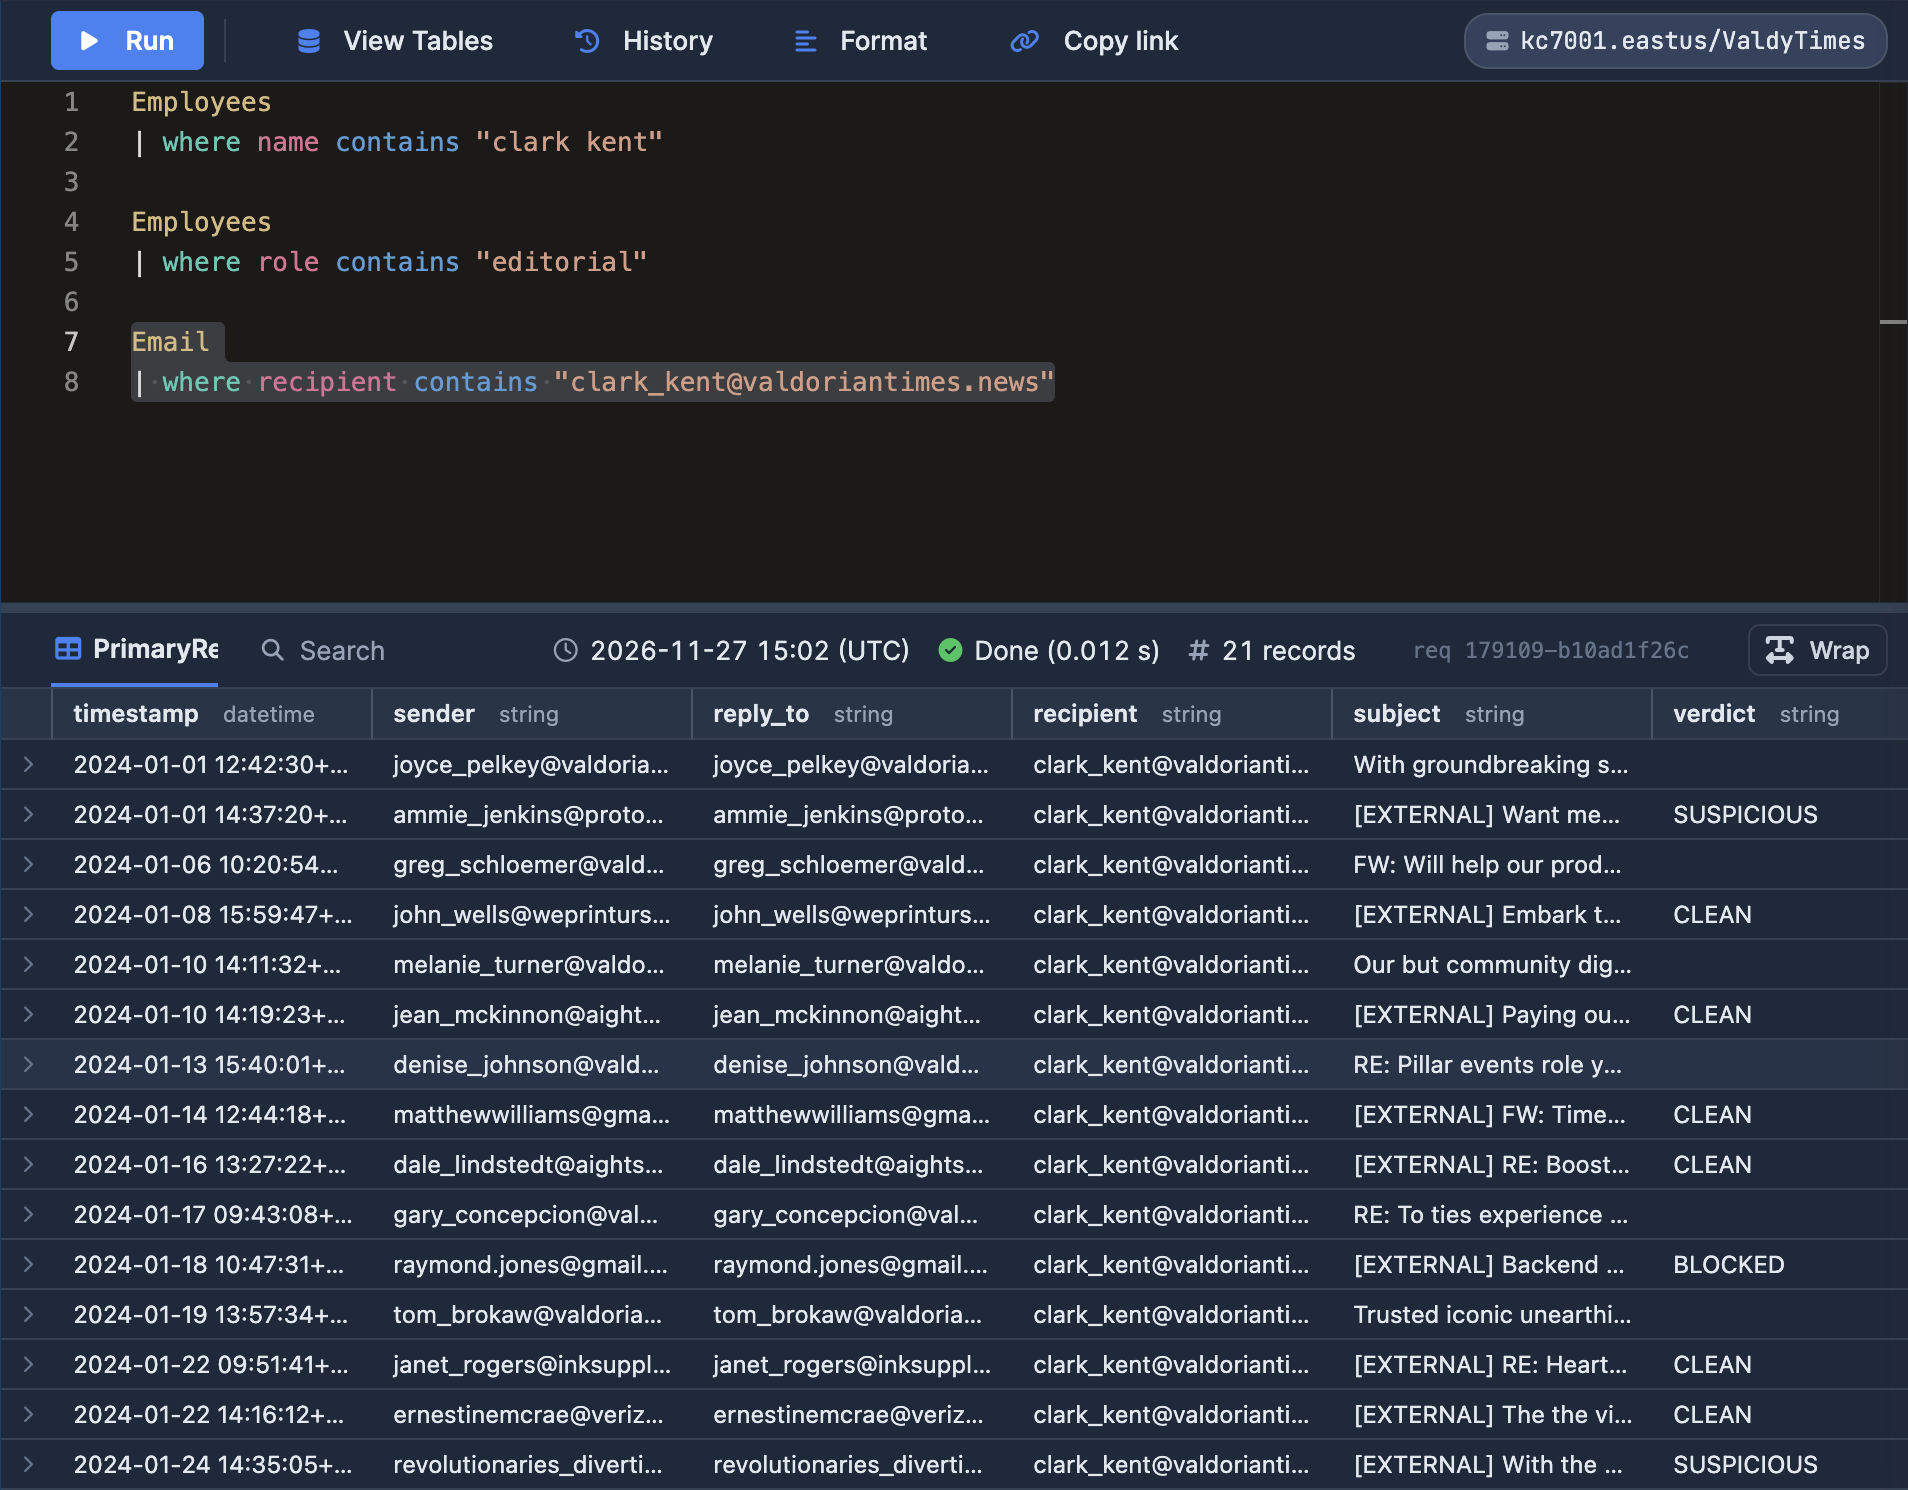 Run View Tables History Format Copy link kc7001.eastus/ValdyTimes
1 Employees
2 | where name contains "clark kent"
3
4 Employees
5 | where role contains "editorial"
6
7 Email
8 | where recipient contains "clark_kent@valdoriantimes.news"
PrimaryRe Search 2026-11-27 15:02 (UTC) Done (0.012 s) # 21 records req 179109-b10ad1f26c Wrap
timestamp datetime sender string reply_to string recipient string subject string verdict string
2024-01-01 12:42:30+... joyce_pelkey@valdoria... joyce_pelkey@valdoria... clark_kent@valdorianti... With groundbreaking s...
2024-01-01 14:37:20+... ammie_jenkins@proto... ammie_jenkins@proto... clark_kent@valdorianti... [EXTERNAL] Want me... SUSPICIOUS
2024-01-06 10:20:54... greg_schloemer@vald... greg_schloemer@vald... clark_kent@valdorianti... FW: Will help our prod...
2024-01-08 15:59:47+... john_wells@weprinturs... john_wells@weprinturs... clark_kent@valdorianti... [EXTERNAL] Embark t... CLEAN
2024-01-10 14:11:32+... melanie_turner@valdo... melanie_turner@valdo... clark_kent@valdorianti... Our but community dig...
2024-01-10 14:19:23+... jean_mckinnon@aight... jean_mckinnon@aight... clark_kent@valdorianti... [EXTERNAL] Paying ou... CLEAN
2024-01-13 15:40:01+... denise_johnson@vald... denise_johnson@vald... clark_kent@valdorianti... RE: Pillar events role y...
2024-01-14 12:44:18+... matthewwilliams@gma... matthewwilliams@gma... clark_kent@valdorianti... [EXTERNAL] FW: Time... CLEAN
2024-01-16 13:27:22+... dale_lindstedt@aights... dale_lindstedt@aights... clark_kent@valdorianti... [EXTERNAL] RE: Boost... CLEAN
2024-01-17 09:43:08+... gary_concepcion@val... gary_concepcion@val... clark_kent@valdorianti... RE: To ties experience ...
2024-01-18 10:47:31+... raymond.jones@gmail.... raymond.jones@gmail.... clark_kent@valdorianti... [EXTERNAL] Backend ... BLOCKED
2024-01-19 13:57:34+... tom_brokaw@valdoria... tom_brokaw@valdoria... clark_kent@valdorianti... Trusted iconic unearthi...
2024-01-22 09:51:41+... janet_rogers@inksuppl... janet_rogers@inksuppl... clark_kent@valdorianti... [EXTERNAL] RE: Heart... CLEAN
2024-01-22 14:16:12+... ernestinemcrae@veriz... ernestinemcrae@veriz... clark_kent@valdorianti... [EXTERNAL] The the vi... CLEAN
2024-01-24 14:35:05+... revolutionaries_diverti... revolutionaries_diverti... clark_kent@valdorianti... [EXTERNAL] With the ... SUSPICIOUS